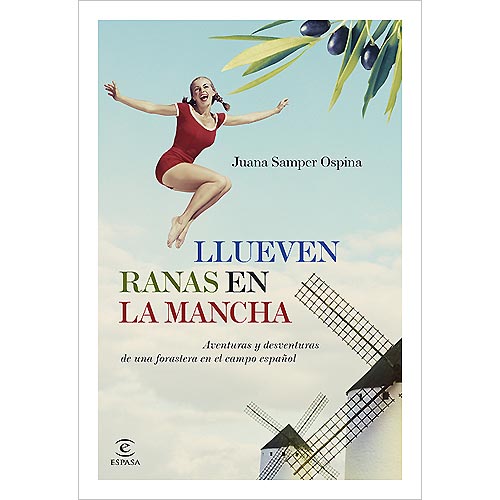 Juana Samper Ospina
LLUEVEN
RANAS EN
LA MANCHA
Aventuras y desventuras
de una forastera en el campo español
e
ESPASA